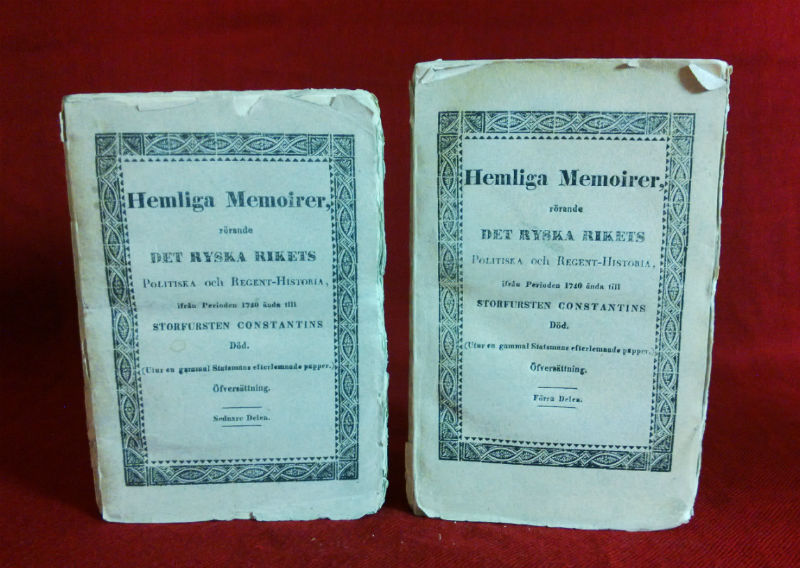 Hemliga Memoirer,
rörande
DET RYSKA RIKETS
POLITISKA och REGENT-HISTORIA,
ifrån Perioden 1740 ända till
STORFURSTEN CONSTANTINS
Död.
(Utur en gammal Statsmans efterlemnade papper.)
Öfversättning.
Sednare Delen.
Hemliga Memoirer,
rörande
DET RYSKA RIKETS
POLITISKA och REGENT-HISTORIA,
ifrån Perioden 1740 ända till
STORFURSTEN CONSTANTINS
Död.
(Utur en gammal Statsmans efterlemnade papper.)
Öfversättning.
Förra Delen.